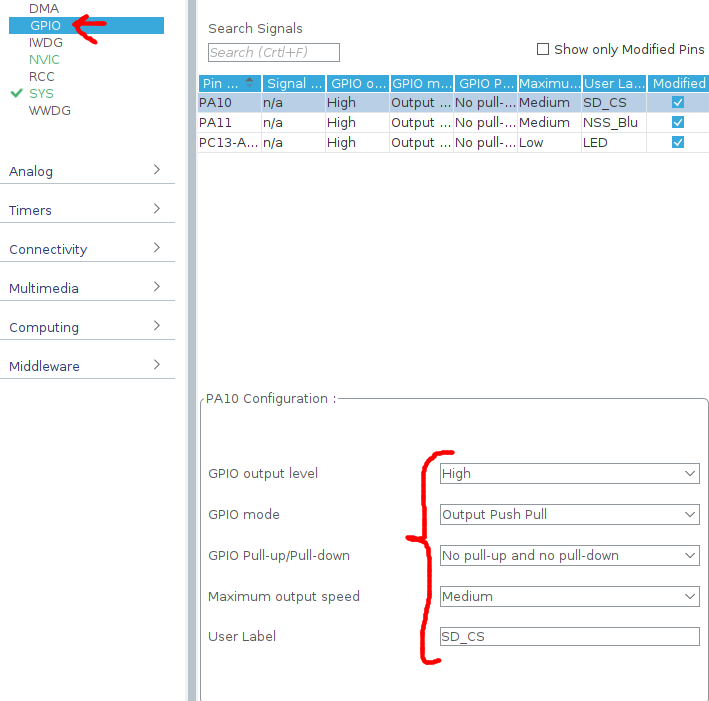 DMA
GPIO
IWDG
NVIC
RCC
SYS
WWDG
Analog
Timers
Connectivity
Multimedia
Computing
Middleware
Search Signals
Search (Crtl+F)
Show only Modified Pins
Pin ... Signal ... GPIO o... GPIO m... GPIO P... Maximu... User La... Modified
PA10 n/a High Output ... No pull-... Medium SD_CS
PA11 n/a High Output ... No pull-... Medium NSS_Blu
PC13-A... n/a High Output ... No pull-... Low LED
PA10 Configuration :
GPIO output level High
GPIO mode Output Push Pull
GPIO Pull-up/Pull-down No pull-up and no pull-down
Maximum output speed Medium
User Label SD_CS